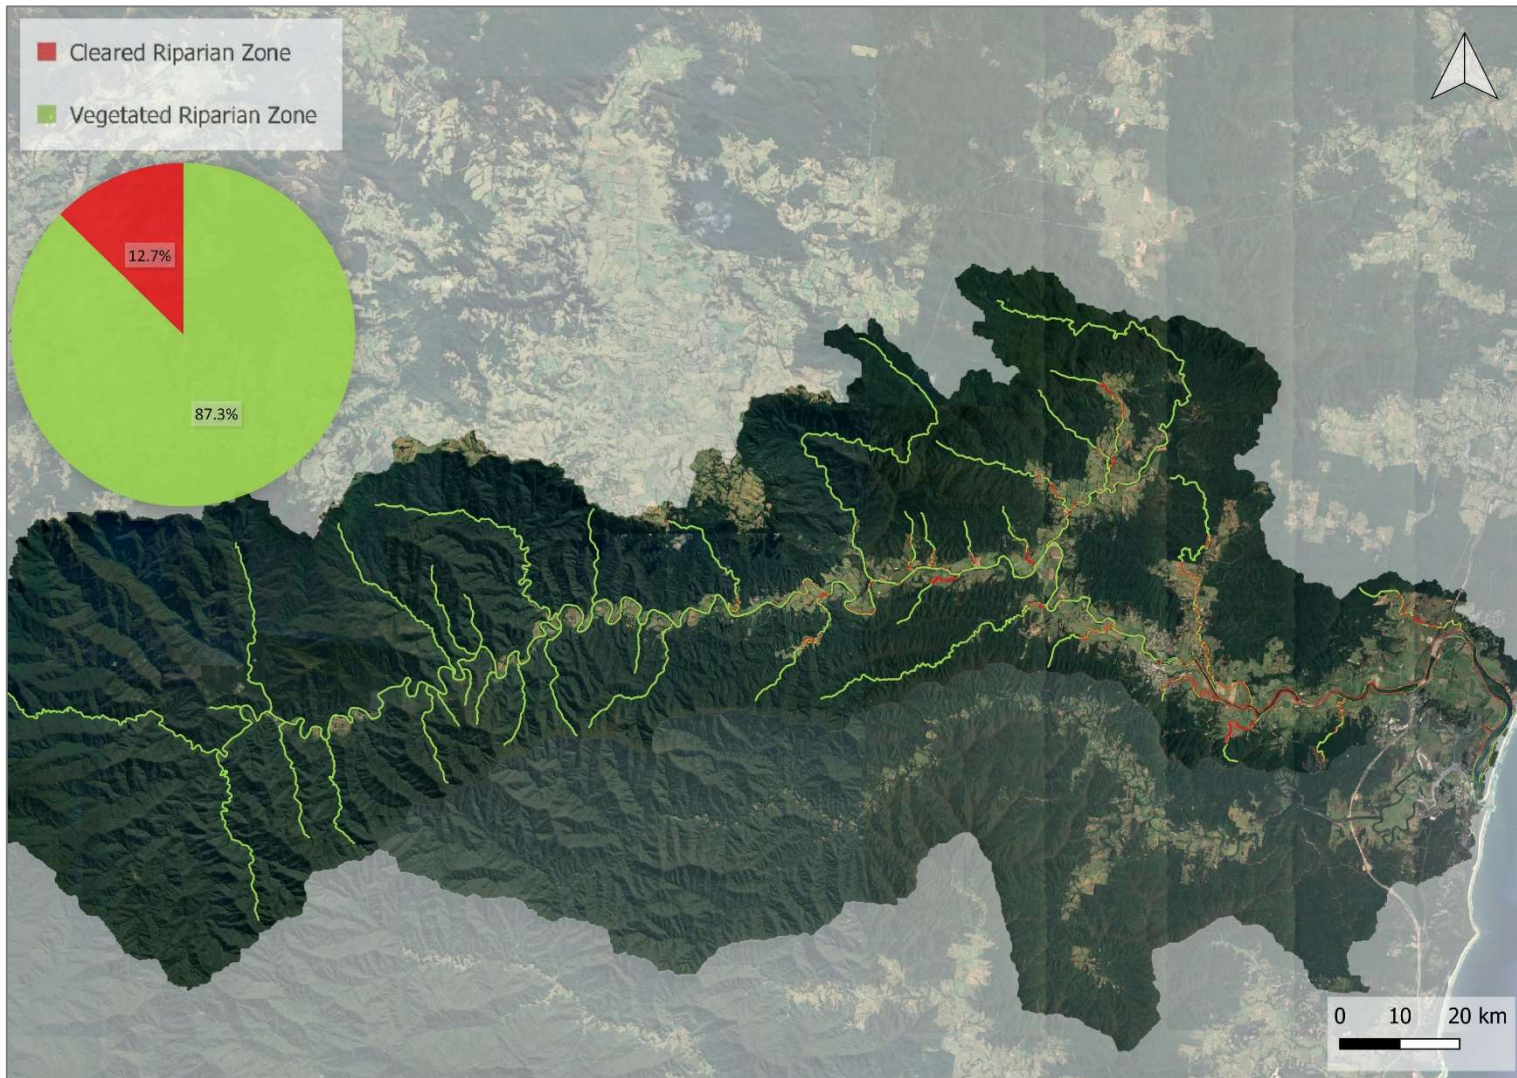 Cleared Riparian Zone
Vegetated Riparian Zone
12.7%
87.3%
0 10 20 km